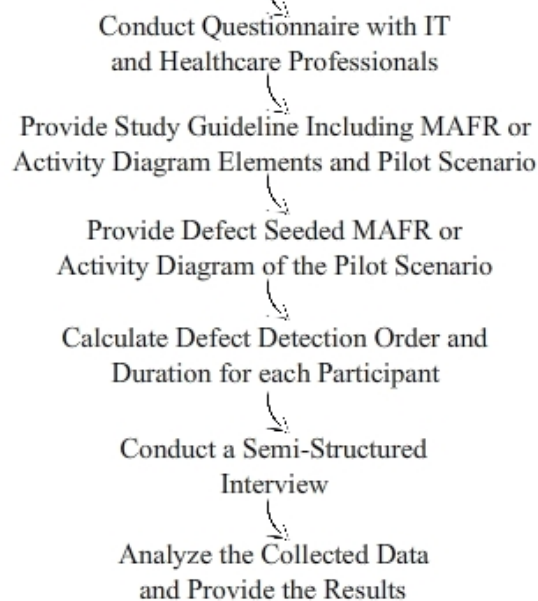 Conduct Questionnaire with IT
and Healthcare Professionals
Provide Study Guideline Including MAFR or
Activity Diagram Elements and Pilot Scenario
Provide Defect Seeded MAFR or
Activity Diagram of the Pilot Scenario
Calculate Defect Detection Order and
Duration for each Participant
Conduct a Semi-Structured
Interview
Analyze the Collected Data
and Provide the Results